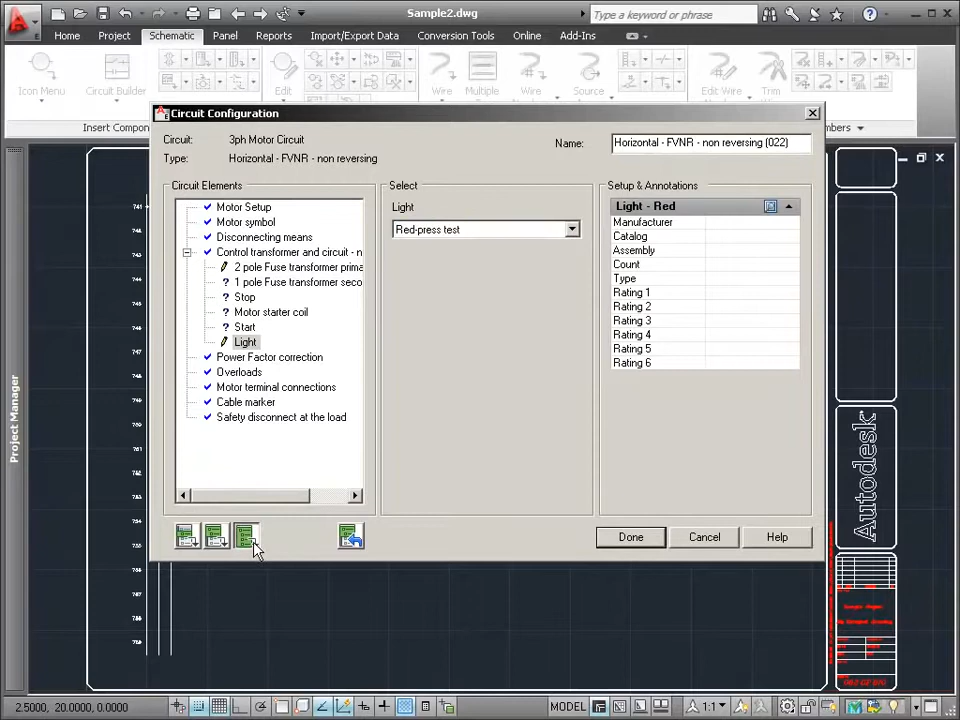 Sample2.dwg
Type a keyword or phrase
Home Project Schematic Panel Reports Import/Export Data Conversion Tools Online Add-Ins
Icon Menu Circuit Builder Edit Wire Multiple Wire Source Edit Wire Trim
Insert Compon
mbers
Circuit Configuration
Circuit: 3ph Motor Circuit
Name: Horizontal - FVNR - non reversing (022)
Type: Horizontal - FVNR - non reversing
Circuit Elements
Select
Setup & Annotations
Motor Setup
Motor symbol
Disconnecting means
Control transformer and circuit - n
2 pole Fuse transformer prima
1 pole Fuse transformer seco
Stop
Motor starter coil
Start
Light
Power Factor correction
Overloads
Motor terminal connections
Cable marker
Safety disconnect at the load
Light
Red-press test
Light - Red
Manufacturer
Catalog
Assembly
Count
Type
Rating 1
Rating 2
Rating 3
Rating 4
Rating 5
Rating 6
Done Cancel Help
Project Manager
741
Autodesk
2.5000, 20.0000, 0.0000
MODEL
1:1